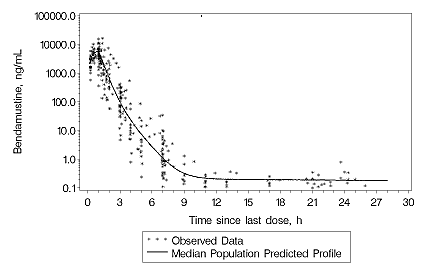 100000.0
10000.0
1000.0
100.0
10.0
1.0
0.1
Bendamustine, ng/mL
0 3 6 9 12 15 18 21 24 27 30
Time since last dose, h
Observed Data
Median Population Predicted Profile